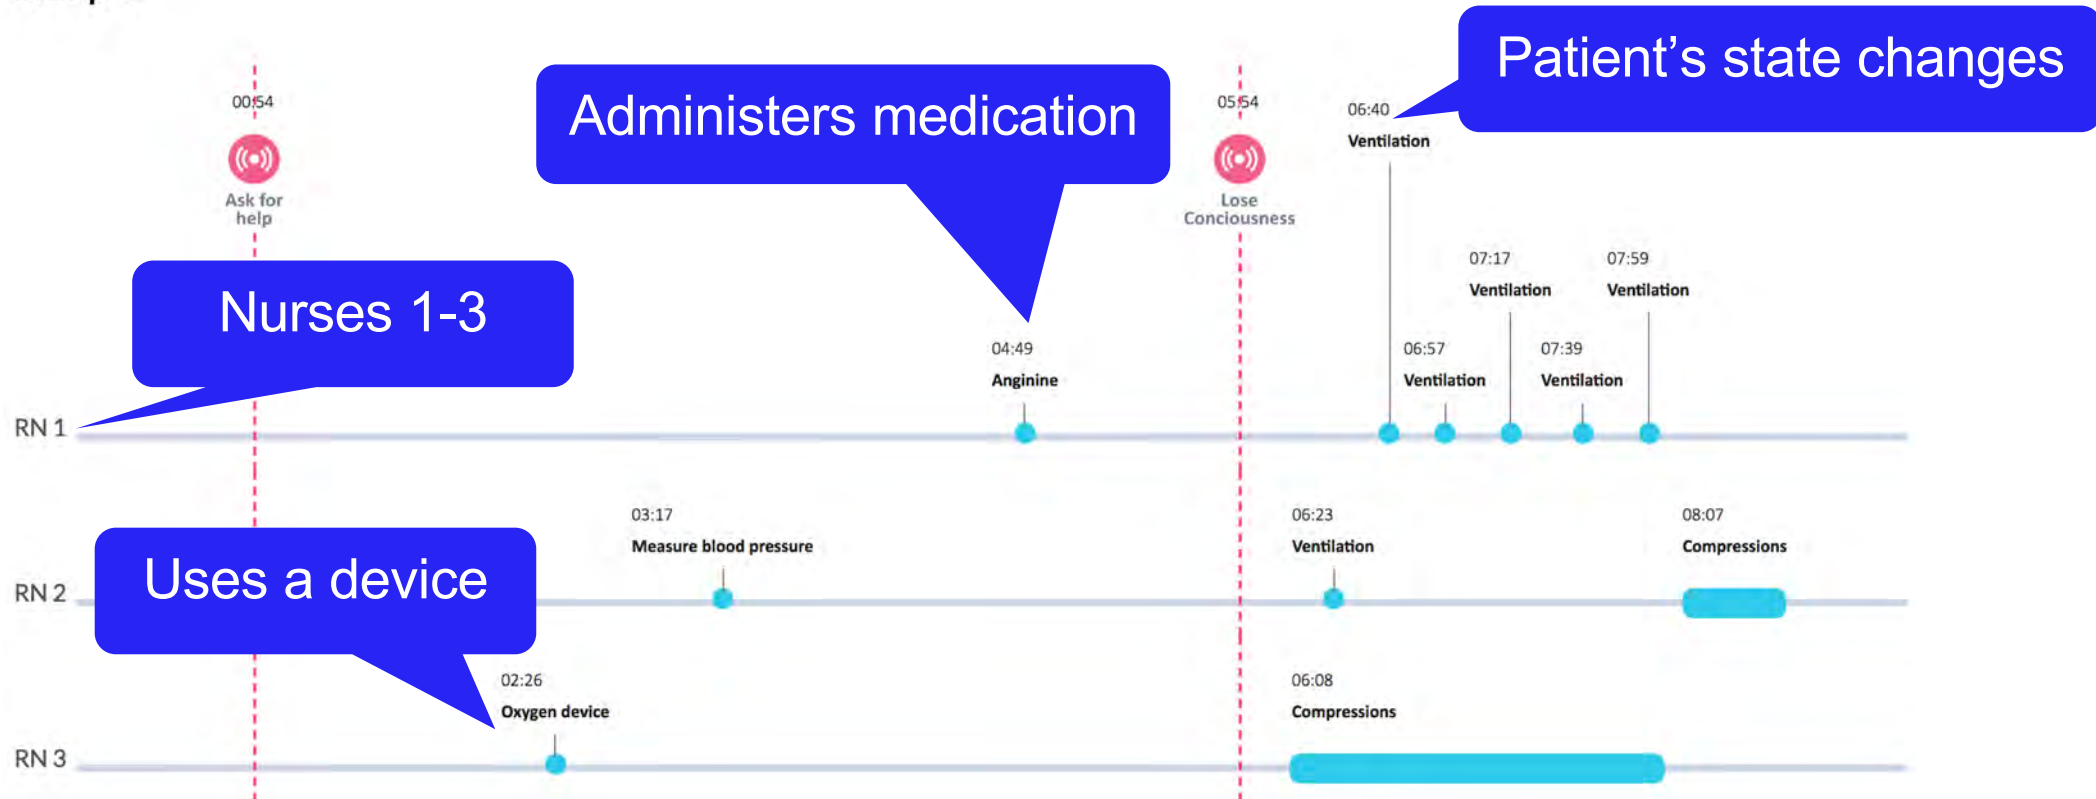 Patient's state changes
00:54
Administers medication
05:54
06:40
Ventilation
Ask for
help
Lose
Conciousness
07:17
07:59
Ventilation
Ventilation
Nurses 1-3
04:49
06:57
07:39
Anginine
Ventilation
Ventilation
RN 1
03:17
06:23
08:07
Measure blood pressure
Ventilation
Compressions
Uses a device
RN 2
02:26
06:08
Oxygen device
Compressions
RN 3